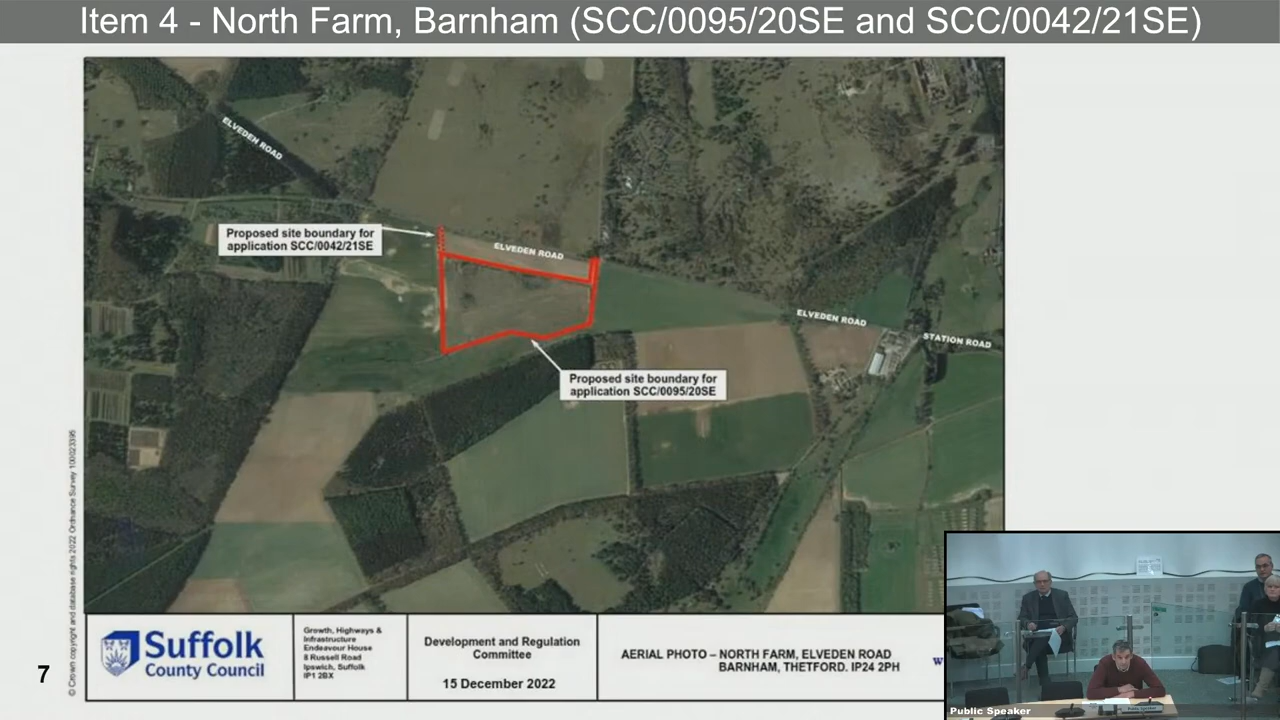 Item 4 - North Farm, Barnham (SCC/0095/20SE and SCC/0042/21SE)
ELVEDEN ROAD
Proposed site boundary for
application SCC/0042/21SE
ELVEDEN ROAD
ELVEDEN ROAD
STATION ROAD
Proposed site boundary for
application SCC/0095/20SE
© Crown copyright and database rights 2022 Ordnance Survey 100023395
7
Suffolk
County Council
Growth, Highways &
Infrastructure
Endeavour House
8 Russell Road
Ipswich, Suffolk
IP1 2BX
Development and Regulation
Committee
15 December 2022
AERIAL PHOTO – NORTH FARM, ELVEDEN ROAD
BARNHAM, THETFORD. IP24 2PH
W
Public Speaker